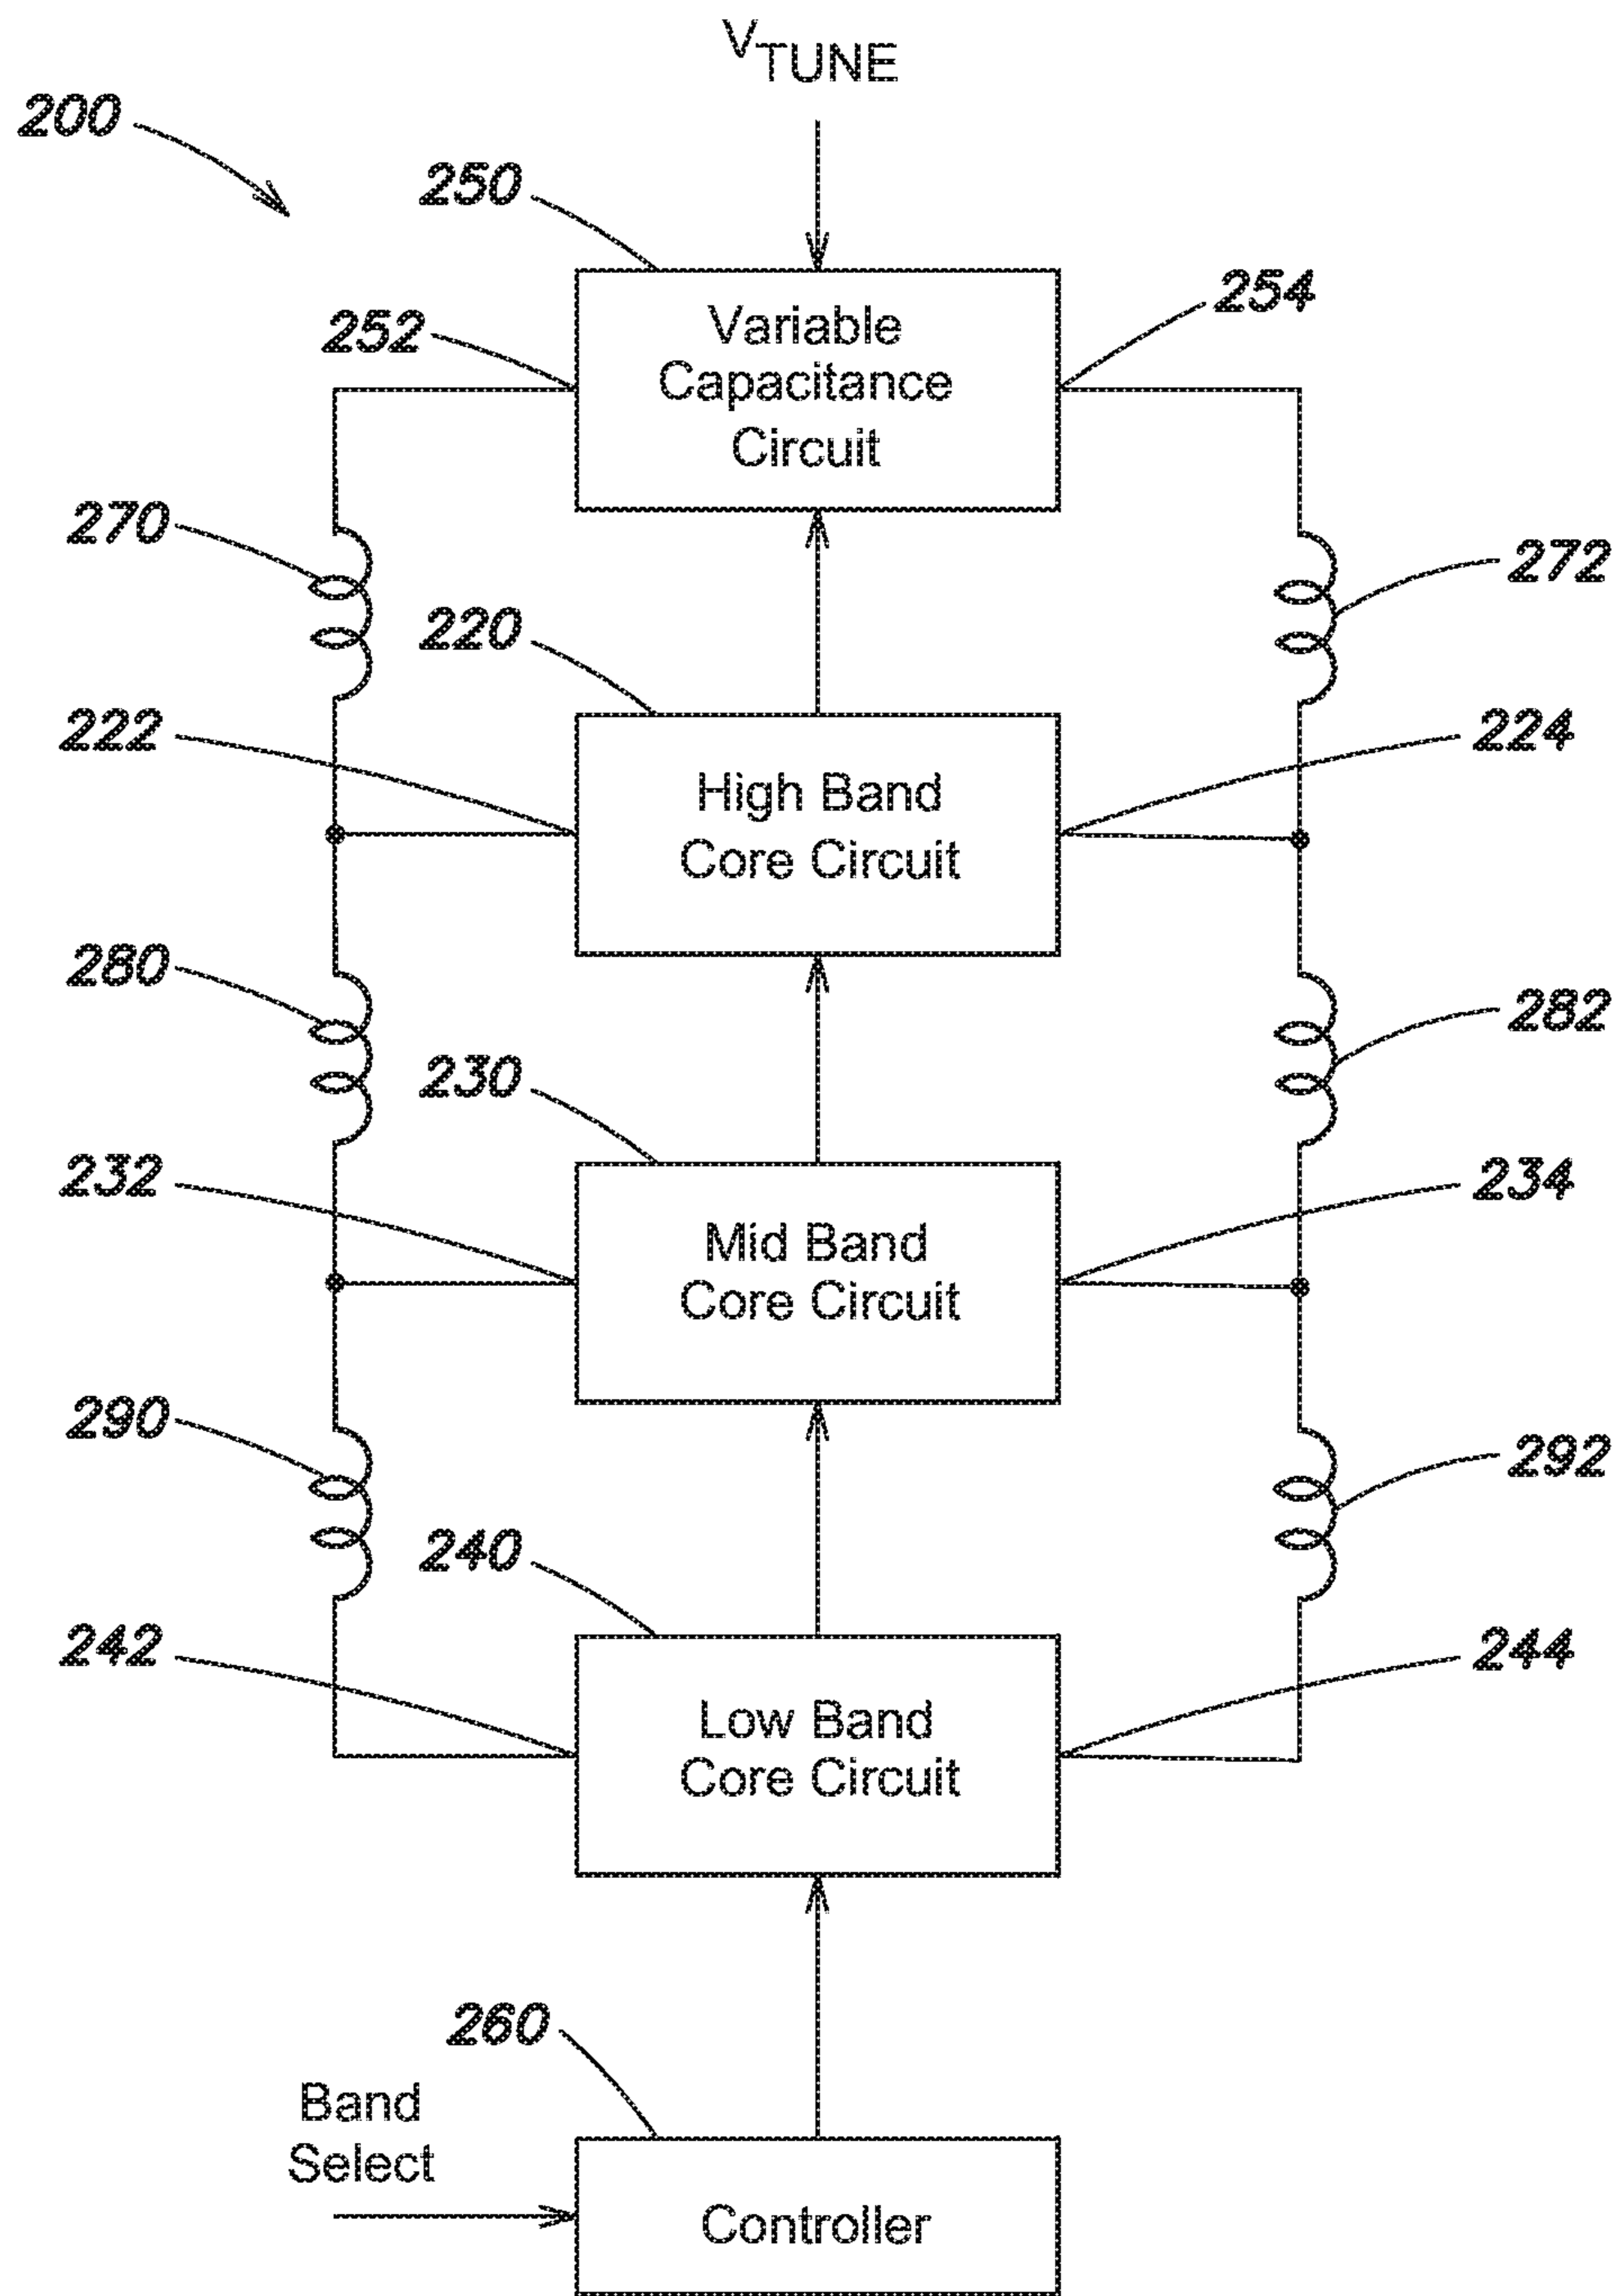 VTUNE
200
250
254
252
Variable
Capacitance
Circuit
270
272
220
222
224
High Band
Core Circuit
280
282
230
232
234
Mid Band
Core Circuit
290
292
240
242
244
Low Band
Core Circuit
260
Band
Select
Controller